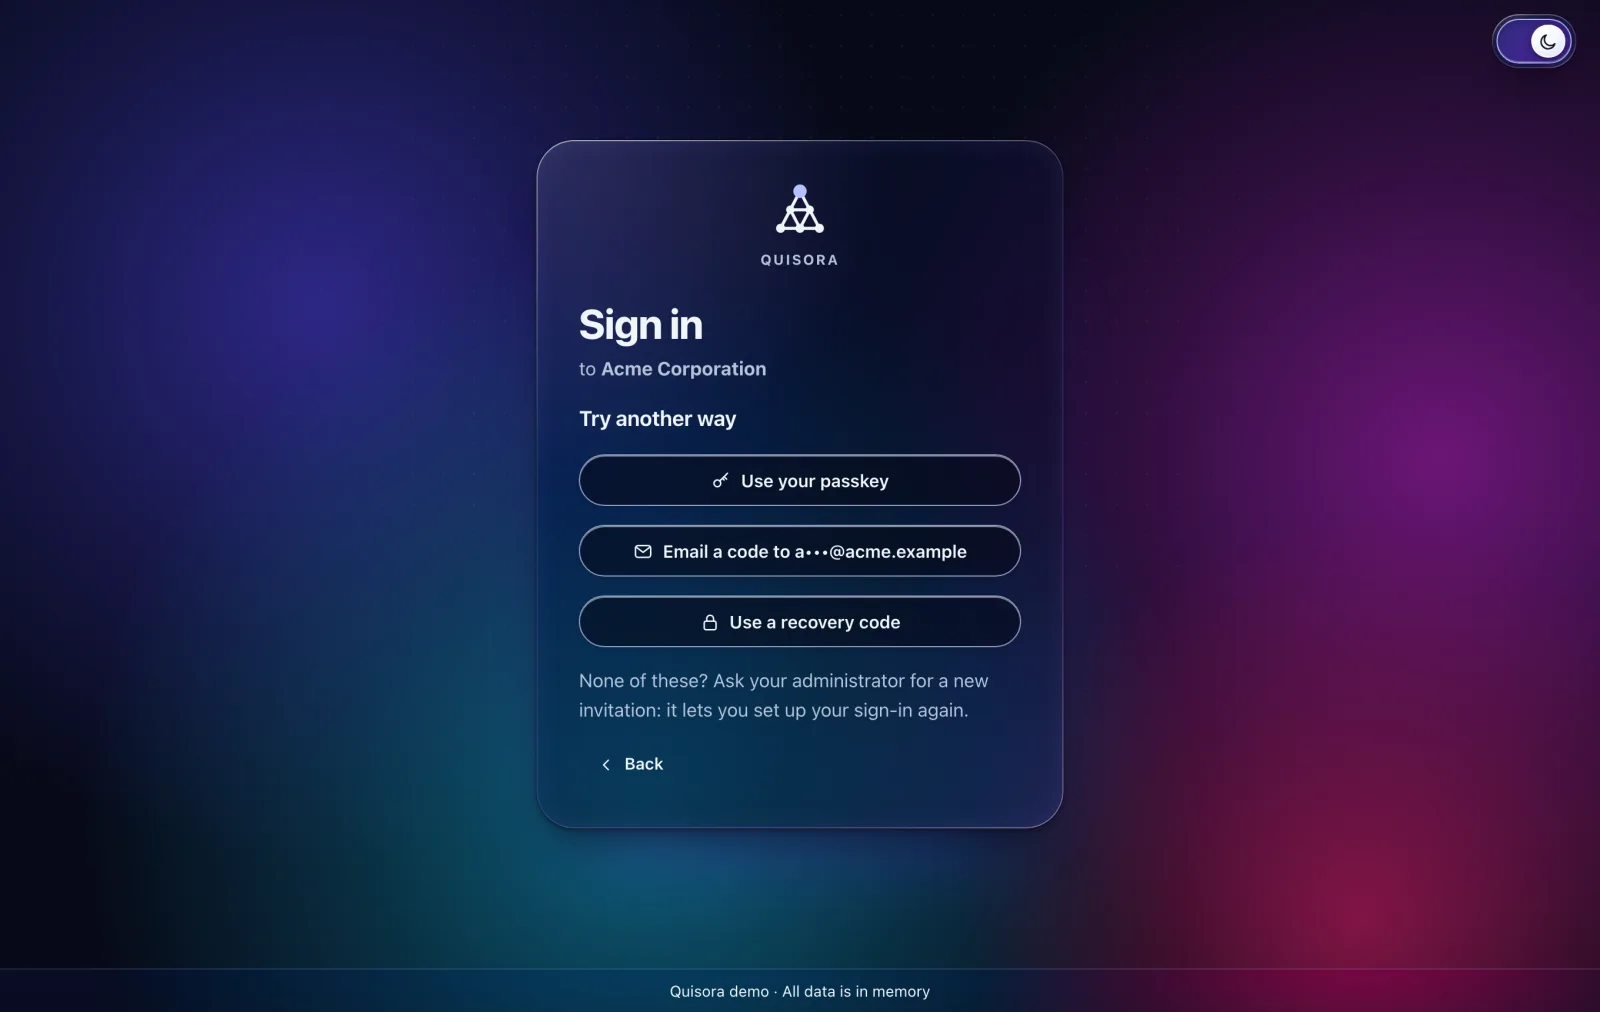 QUISORA
Sign in
to Acme Corporation
Try another way
Use your passkey
Email a code to a•••@acme.example
Use a recovery code
None of these? Ask your administrator for a new
invitation: it lets you set up your sign-in again.
Back
Quisora demo · All data is in memory